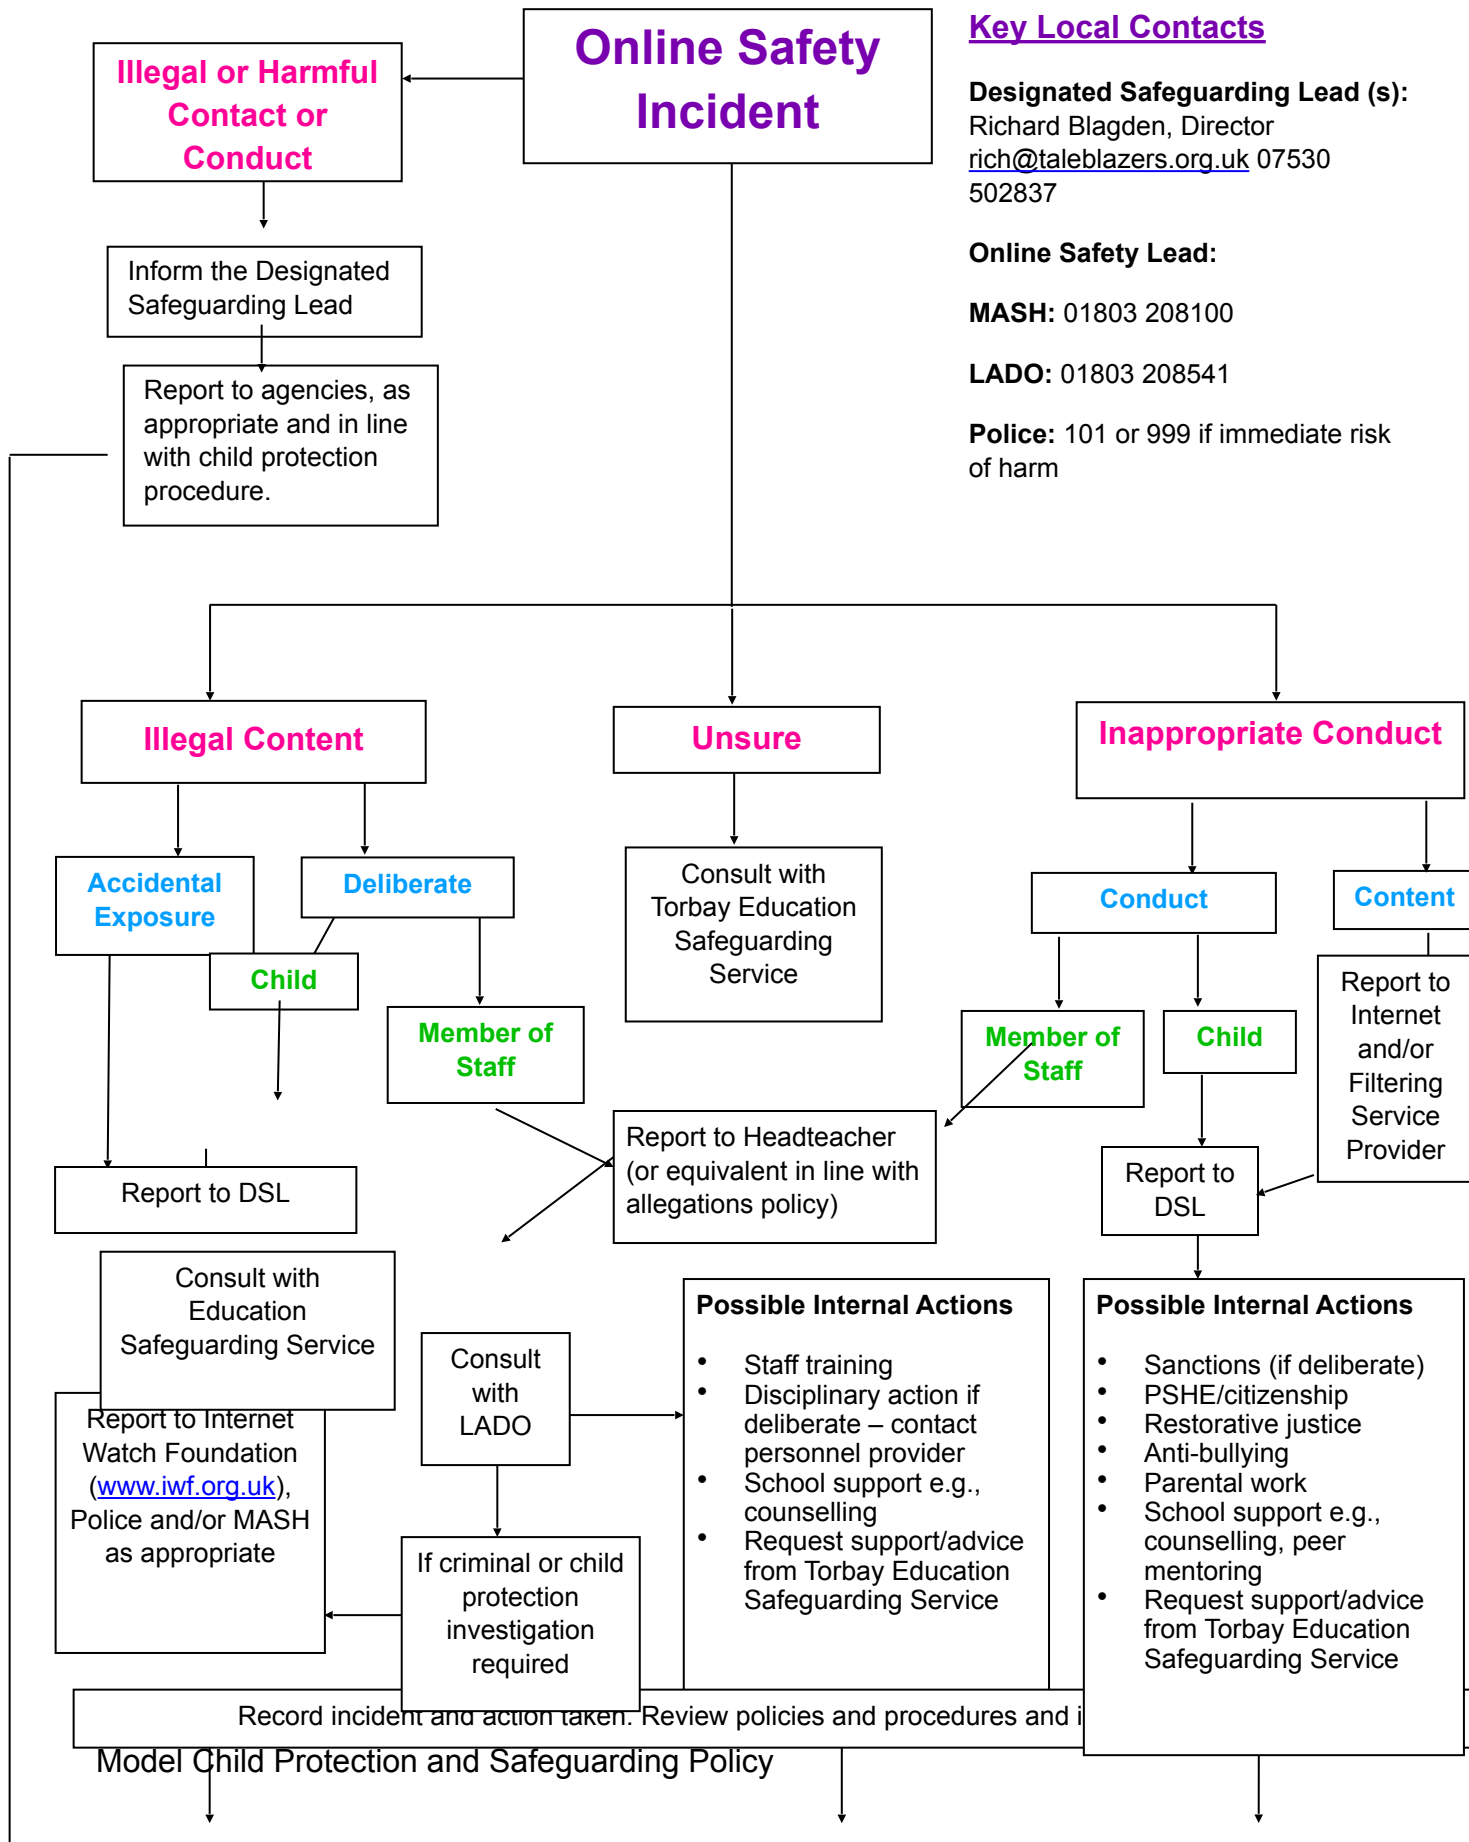 Online Safety
Incident
Key Local Contacts
Designated Safeguarding Lead (s):
Richard Blagden, Director
rich@taleblazers.org.uk 07530
502837
Online Safety Lead:
MASH: 01803 208100
LADO: 01803 208541
Police: 101 or 999 if immediate risk
of harm
Illegal or Harmful
Contact or
Conduct
Inform the Designated
Safeguarding Lead
Report to agencies, as
appropriate and in line
with child protection
procedure.
Illegal Content
Unsure
Inappropriate Conduct
Accidental
Exposure
Deliberate
Child
Member of
Staff
Consult with
Torbay Education
Safeguarding
Service
Conduct
Content
Member of
Staff
Child
Report to
Internet
and/or
Filtering
Service
Provider
Report to DSL
Report to Headteacher
(or equivalent in line with
allegations policy)
Report to
DSL
Consult with
Education
Safeguarding Service
Report to Internet
Watch Foundation
(www.iwf.org.uk),
Police and/or MASH
as appropriate
Consult
with
LADO
If criminal or child
protection
investigation
required
Possible Internal Actions
• Staff training
• Disciplinary action if
deliberate – contact
personnel provider
• School support e.g.,
counselling
• Request support/advice
from Torbay Education
Safeguarding Service
Possible Internal Actions
• Sanctions (if deliberate)
• PSHE/citizenship
• Restorative justice
• Anti-bullying
• Parental work
• School support e.g.,
counselling, peer
mentoring
• Request support/advice
from Torbay Education
Safeguarding Service
Record incident and action taken. Review policies and procedures and
Model Child Protection and Safeguarding Policy